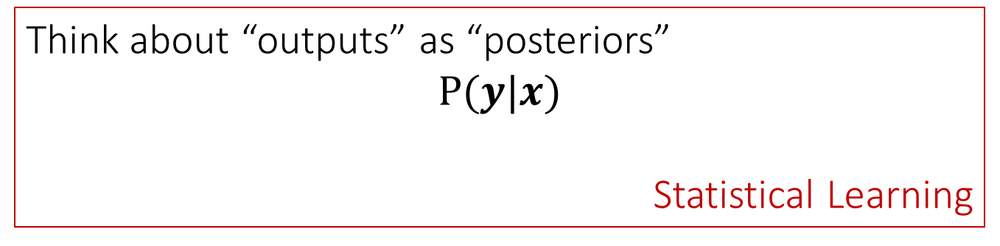 Think about “outputs” as “posteriors”
P(𝒚|𝒙)
Statistical Learning